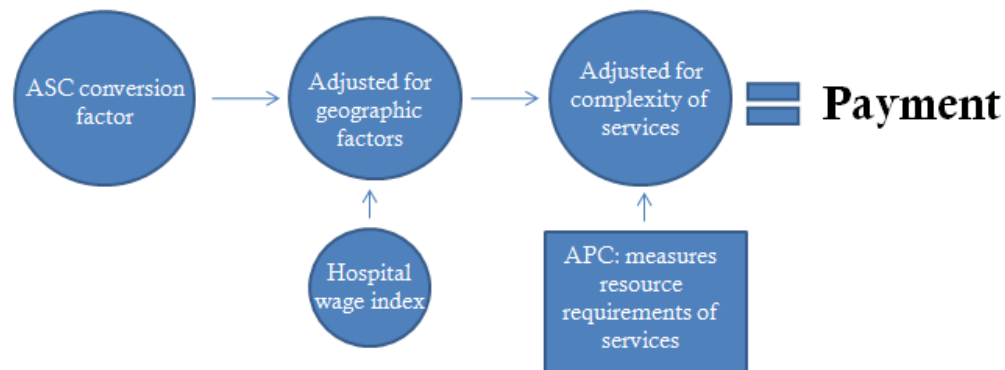 ASC conversion
factor
Adjusted for
geographic
factors
Adjusted for
complexity of
services
Payment
Hospital
wage index
APC: measures
resource
requirements of
services